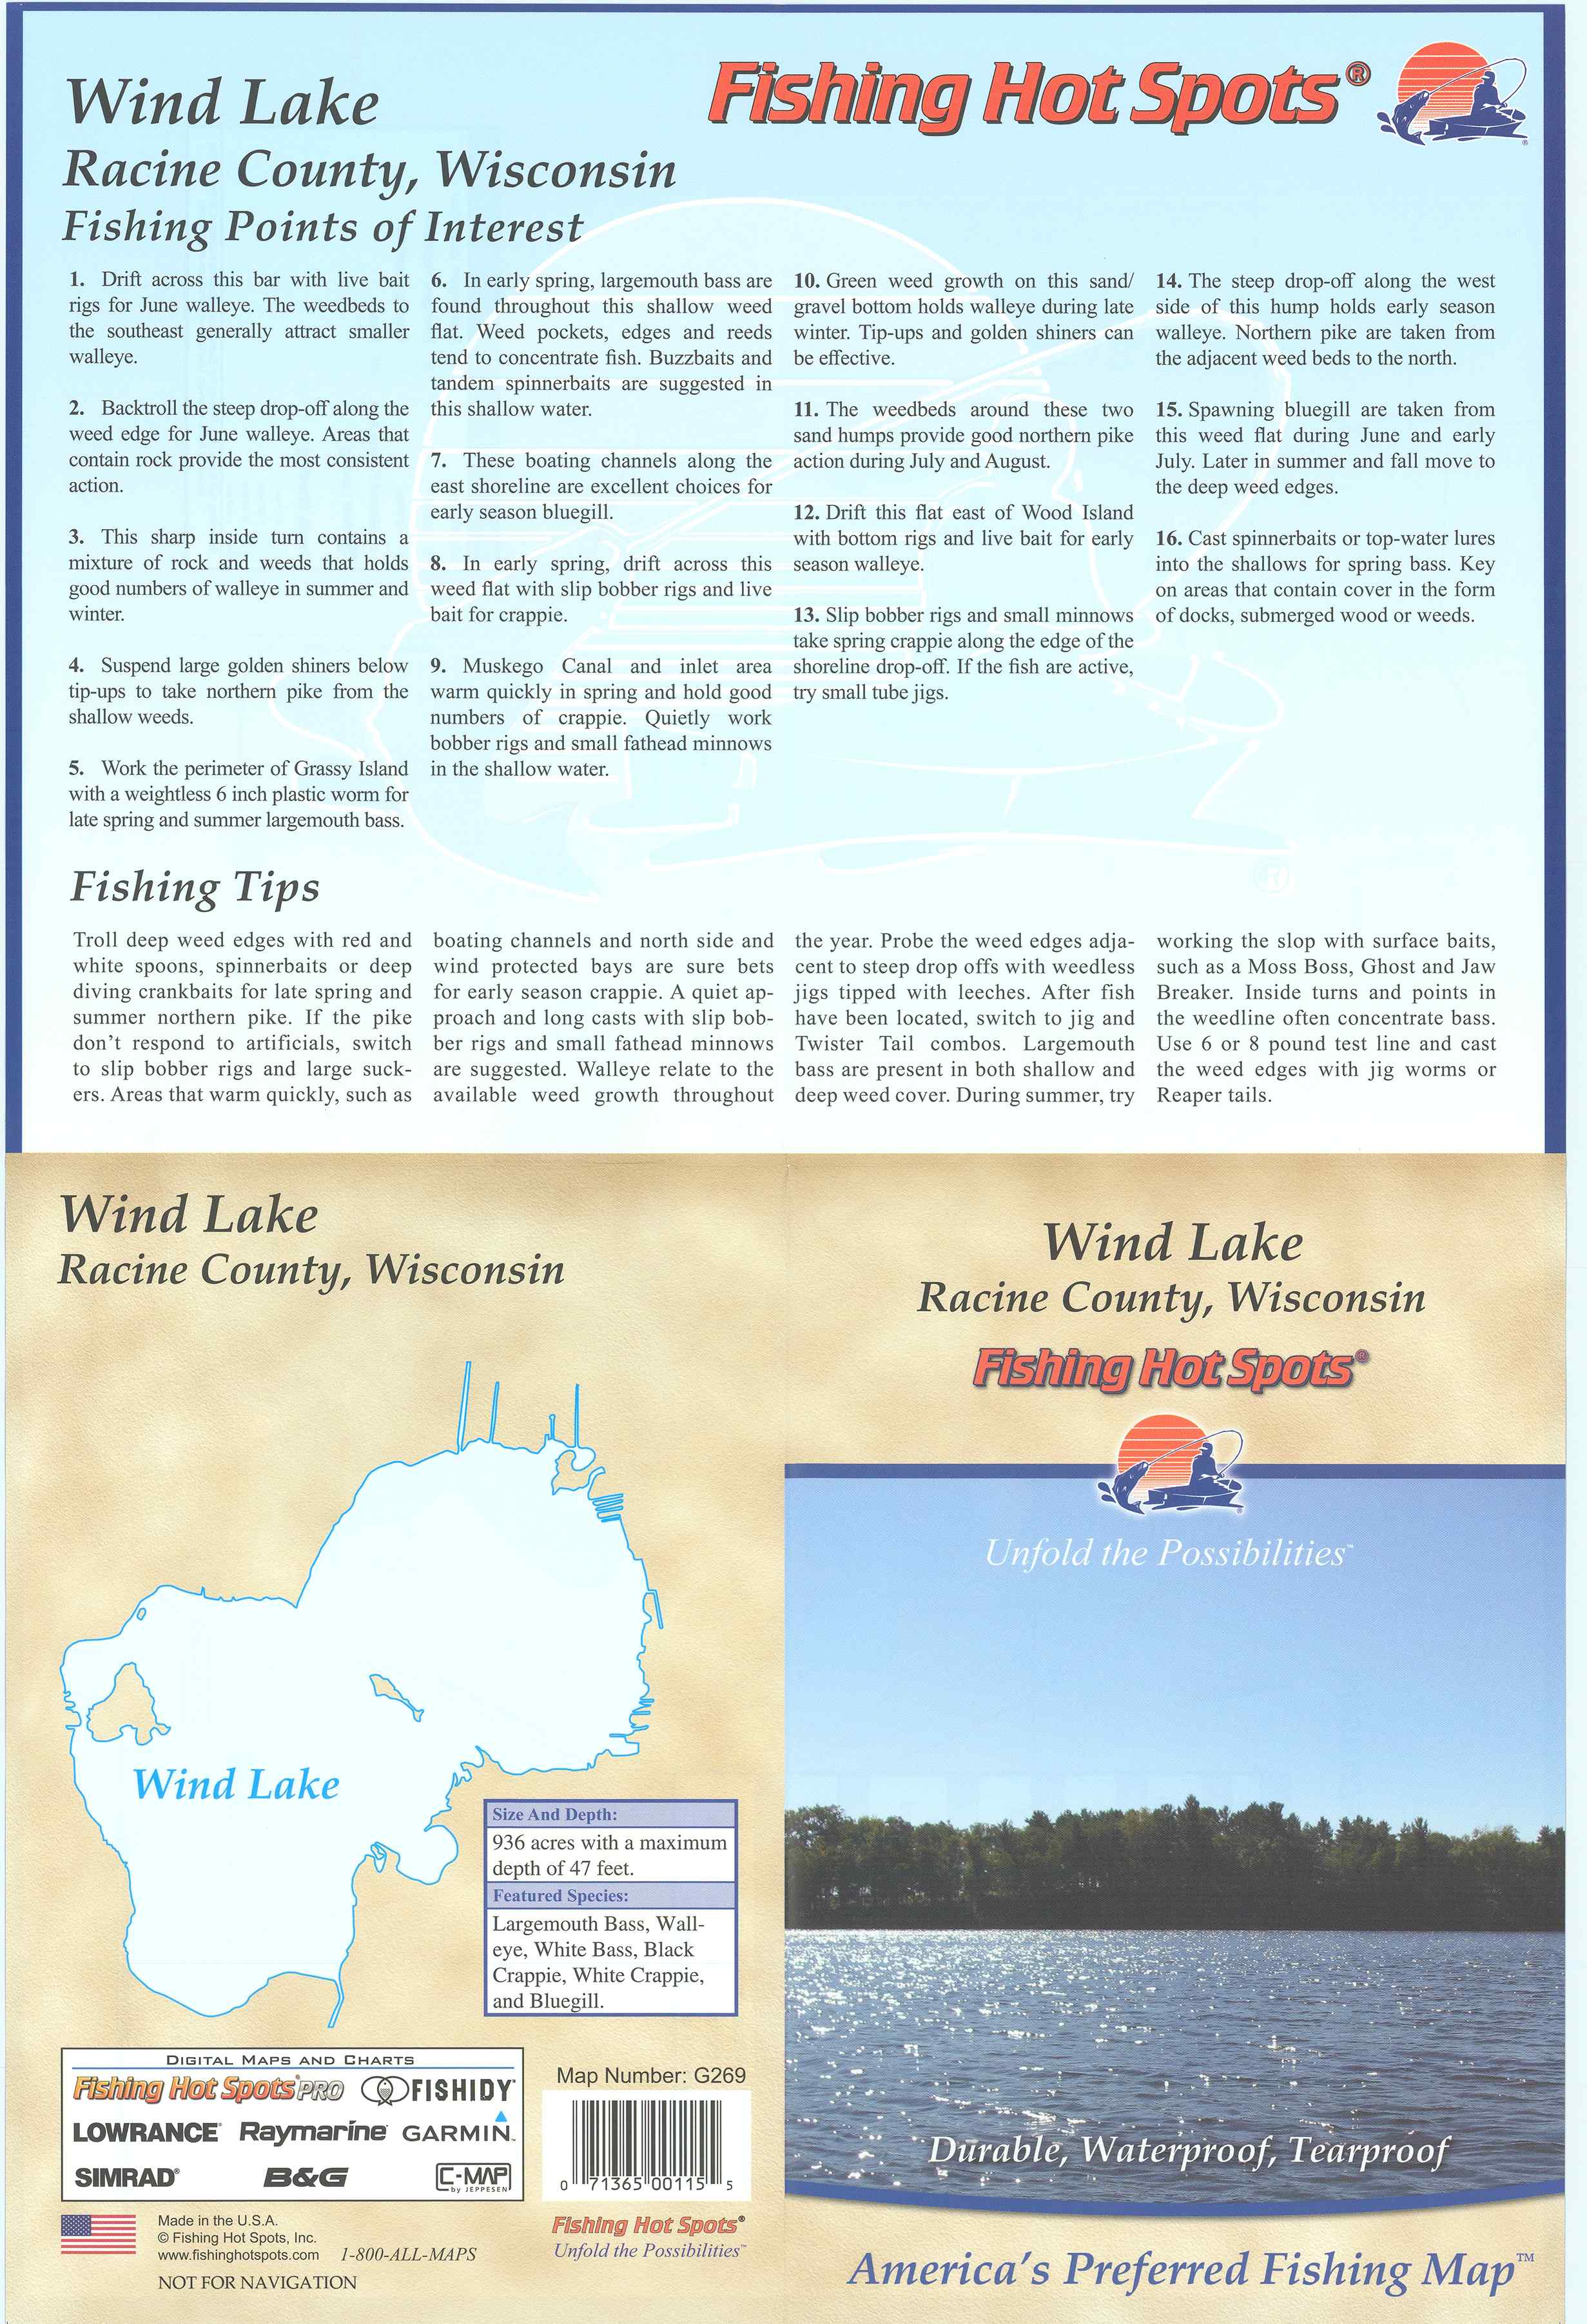 Wind Lake
Racine County, Wisconsin
Fishing Points of Interest
Fishing Hot Spots®
1. Drift across this bar with live bait
rigs for June walleye. The weedbeds to
the southeast generally attract smaller
walleye.
2. Backtroll the steep drop-off along the
weed edge for June walleye. Areas that
contain rock provide the most consistent
action.
3. This sharp inside turn contains a
mixture of rock and weeds that holds
good numbers of walleye in summer and
winter.
4. Suspend large golden shiners below
tip-ups to take northern pike from the
shallow weeds.
5. Work the perimeter of Grassy Island
with a weightless 6 inch plastic worm for
late spring and summer largemouth bass.
6. In early spring, largemouth bass are
found throughout this shallow weed
flat. Weed pockets, edges and reeds
tend to concentrate fish. Buzzbaits and
tandem spinnerbaits are suggested in
this shallow water.
7. These boating channels along the
east shoreline are excellent choices for
early season bluegill.
8. In early spring, drift across this
weed flat with slip bobber rigs and live
bait for crappie.
9. Muskego Canal and inlet area
warm quickly in spring and hold good
numbers of crappie. Quietly work
bobber rigs and small fathead minnows
in the shallow water.
10. Green weed growth on this sand/
gravel bottom holds walleye during late
winter. Tip-ups and golden shiners can
be effective.
11. The weedbeds around these two
sand humps provide good northern pike
action during July and August.
12. Drift this flat east of Wood Island
with bottom rigs and live bait for early
season walleye.
13. Slip bobber rigs and small minnows
take spring crappie along the edge of the
shoreline drop-off. If the fish are active,
try small tube jigs.
14. The steep drop-off along the west
side of this hump holds early season
walleye. Northern pike are taken from
the adjacent weed beds to the north.
15. Spawning bluegill are taken from
this weed flat during June and early
July. Later in summer and fall move to
the deep weed edges.
16. Cast spinnerbaits or top-water lures
into the shallows for spring bass. Key
on areas that contain cover in the form
of docks, submerged wood or weeds.
Fishing Tips
Troll deep weed edges with red and
white spoons, spinnerbaits or deep
diving crankbaits for late spring and
summer northern pike. If the pike
don't respond to artificials, switch
to slip bobber rigs and large suck-
ers. Areas that warm quickly, such as
boating channels and north side and
wind protected bays are sure bets
for early season crappie. A quiet ap-
proach and long casts with slip bob-
ber rigs and small fathead minnows
are suggested. Walleye relate to the
available weed growth throughout
the year. Probe the weed edges adja-
cent to steep drop offs with weedless
jigs tipped with leeches. After fish
have been located, switch to jig and
Twister Tail combos. Largemouth
bass are present in both shallow and
deep weed cover. During summer, try
working the slop with surface baits,
such as a Moss Boss, Ghost and Jaw
Breaker. Inside turns and points in
the weedline often concentrate bass.
Use 6 or 8 pound test line and cast
the weed edges with jig worms or
Reaper tails.
Wind Lake
Racine County, Wisconsin
Wind Lake
Size And Depth:
936 acres with a maximum
depth of 47 feet.
Featured Species:
Largemouth Bass, Wall-
eye, White Bass, Black
Crappie, White Crappie,
and Bluegill.
DIGITAL MAPS AND CHARTS
Fishing Hot Spots® PRO FISHIDY™
LOWRANCE® Raymarine® GARMIN™
SIMRAD® B&G C-MAP
by JEPPESEN
Map Number: G269
0 71365 00115 5
Made in the U.S.A.
© Fishing Hot Spots, Inc.
www.fishinghotspots.com 1-800-ALL-MAPS
NOT FOR NAVIGATION
Fishing Hot Spots®
Unfold the Possibilities™
Wind Lake
Racine County, Wisconsin
Fishing Hot Spots®
Unfold the Possibilities™
Durable, Waterproof, Tearproof
America's Preferred Fishing Map™